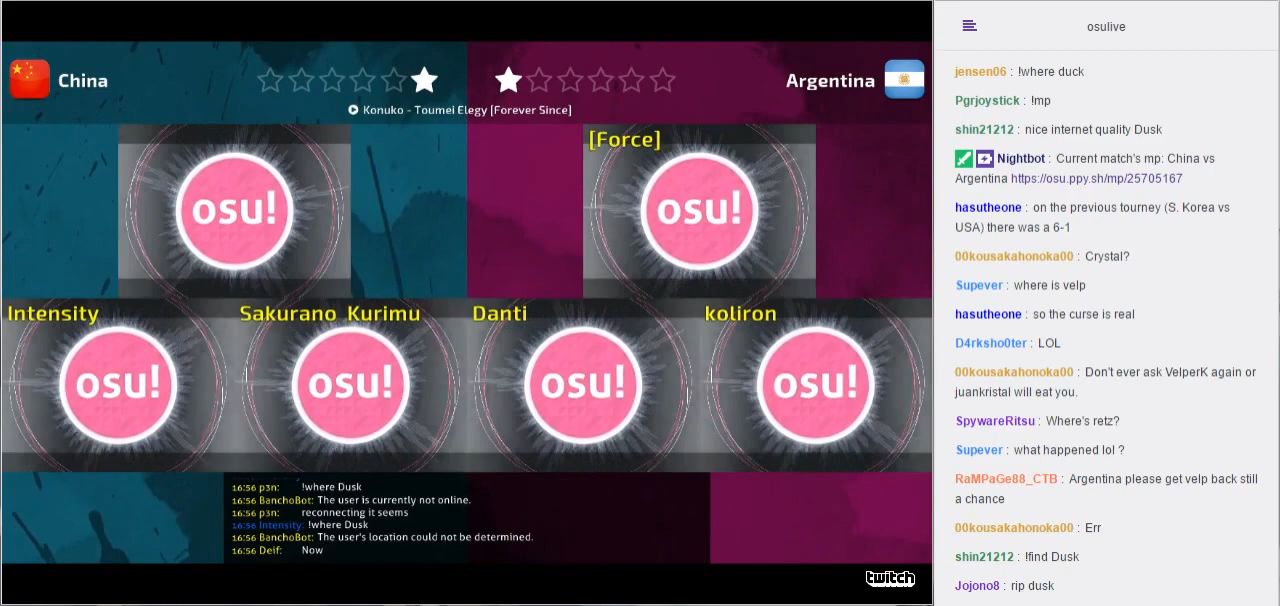 China
Argentina
Konuko - Toumei Elegy [Forever Since]
osu!
[Force]
osu!
Intensity
osu!
Sakurano Kurimu
osu!
Danti
osu!
koliron
osu!
16:56 p3n: !where Dusk
16:56 BanchoBot: The user is currently not online.
16:56 p3n: reconnecting it seems
16:56 Intensity: !where Dusk
16:56 BanchoBot: The user's location could not be determined.
16:56 Deif: Now
twitch
osulive
jensen06 : !where duck
Pgrjoystick : !mp
shin21212 : nice internet quality Dusk
Nightbot : Current match's mp: China vs
Argentina https://osu.ppy.sh/mp/25705167
hasutheone : on the previous tourney (S. Korea vs
USA) there was a 6-1
00kousakahonoka00 : Crystal?
Supever : where is velp
hasutheone : so the curse is real
D4rksho0ter : LOL
00kousakahonoka00 : Don't ever ask VelperK again or
juankristal will eat you.
SpywareRitsu : Where's retz?
Supever : what happened lol ?
RaMPaGe88_CTB : Argentina please get velp back still
a chance
00kousakahonoka00 : Err
shin21212 : !find Dusk
Jojono8 : rip dusk